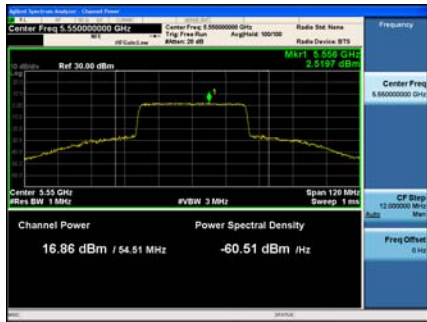 Agilent Spectrum Analyzer - Channel Power
Center Freq 5.550000000 GHz
Center Freq: 5.550000000 GHz
Radio Std: None
Trig: Free Run
Avg|Hold: 100/100
#IFGain:Low
#Atten: 20 dB
Radio Device: BTS
Frequency
Mkr1 5.556 GHz
2.5197 dBm
10 dB/div
Ref 30.00 dBm
Log
Center Freq
5.550000000 GHz
Center 5.55 GHz
Span 120 MHz
#Res BW 1 MHz
#VBW 3 MHz
Sweep 1 ms
CF Step
12.000000 MHz
Auto Man
Channel Power
Power Spectral Density
16.86 dBm / 54.51 MHz
-60.51 dBm /Hz
Freq Offset
0 Hz
MSG
STATUS